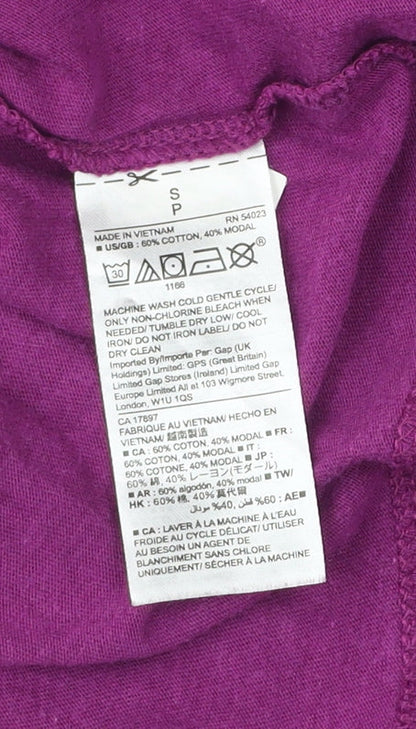 S
P
MADE IN VIETNAM RN 54023
■ US/GB : 60% COTTON, 40% MODAL
30 ®
1166
MACHINE WASH COLD GENTLE CYCLE/
ONLY NON-CHLORINE BLEACH WHEN
NEEDED/ TUMBLE DRY LOW/ COOL
IRON/ DO NOT IRON LABEL/ DO NOT
DRY CLEAN
Imported By/Importe Par: Gap (UK
Holdings) Limited: GPS (Great Britain)
Limited Gap Stores (Ireland) Limited Gap
Europe Limited All at 103 Wigmore Street,
London, W1U 1QS
CA 17897
FABRIQUE AU VIETNAM/ HECHO EN
VIETNAM/ 越南製造
■ CA : 60% COTON, 40% MODAL ■ FR :
60% COTON, 40% MODAL ■ IT :
60% COTONE, 40% MODAL ■ JP :
60% 綿, 40% レーヨン(モダール)
■ AR : 60% algodón, 40% modal ■ TW/
HK : 60% 棉, 40% 莫代爾
■ AE : 60% قطن, 40% مودال
■ CA : LAVER À LA MACHINE À L'EAU
FROIDE AU CYCLE DÉLICAT/ UTILISER
AU BESOIN UN AGENT DE
BLANCHIMENT SANS CHLORE
UNIQUEMENT/ SÉCHER À LA MACHINE